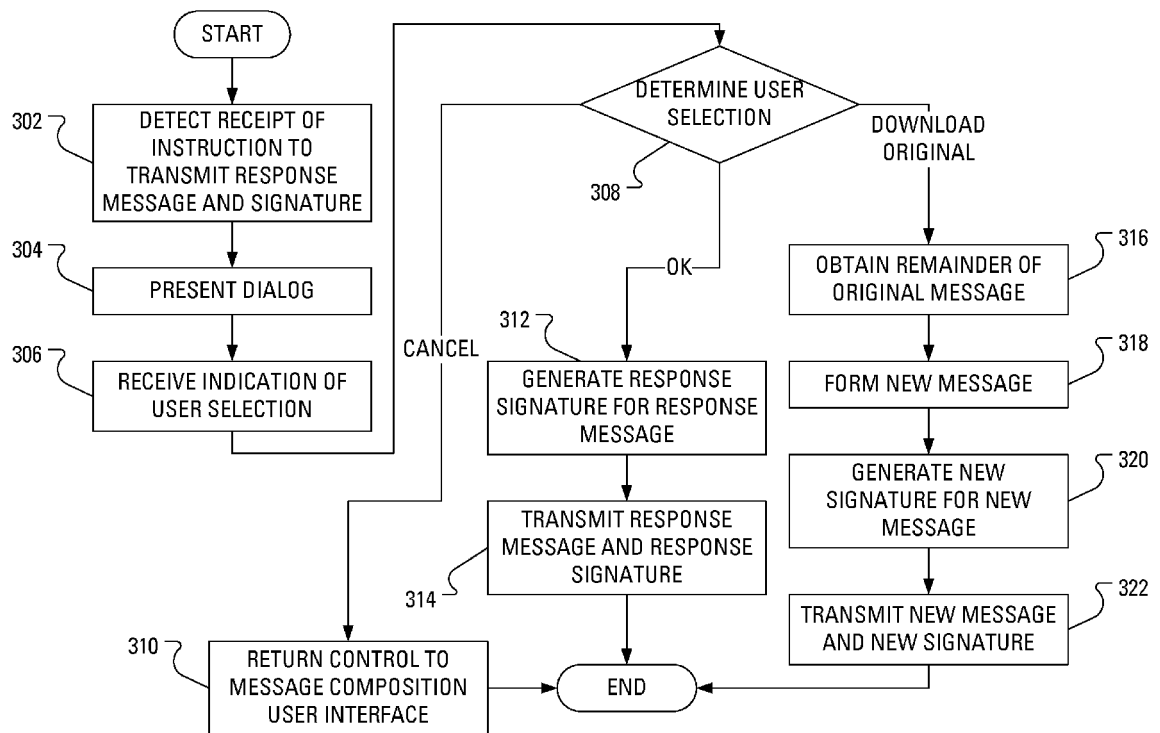 START
302
DETECT RECEIPT OF
INSTRUCTION TO
TRANSMIT RESPONSE
MESSAGE AND SIGNATURE
304
PRESENT DIALOG
306
RECEIVE INDICATION OF
USER SELECTION
DETERMINE USER
SELECTION
308
CANCEL
OK
DOWNLOAD
ORIGINAL
310
RETURN CONTROL TO
MESSAGE COMPOSITION
USER INTERFACE
312
GENERATE RESPONSE
SIGNATURE FOR RESPONSE
MESSAGE
314
TRANSMIT RESPONSE
MESSAGE AND RESPONSE
SIGNATURE
316
OBTAIN REMAINDER OF
ORIGINAL MESSAGE
318
FORM NEW MESSAGE
320
GENERATE NEW
SIGNATURE FOR NEW
MESSAGE
322
TRANSMIT NEW MESSAGE
AND NEW SIGNATURE
END